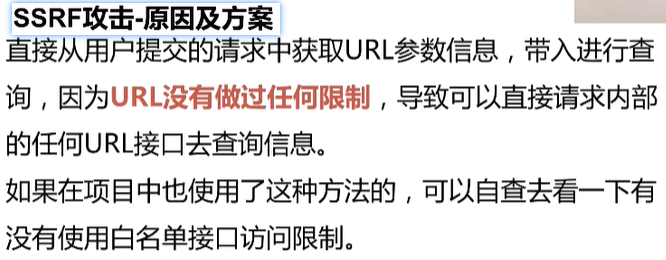 SSRF攻击-原因及方案
直接从用户提交的请求中获取URL参数信息，带入进行查
询，因为URL没有做过任何限制，导致可以直接请求内部
的任何URL接口去查询信息。
如果在项目中也使用了这种方法的，可以自查去看一下有
没有使用白名单接口访问限制。